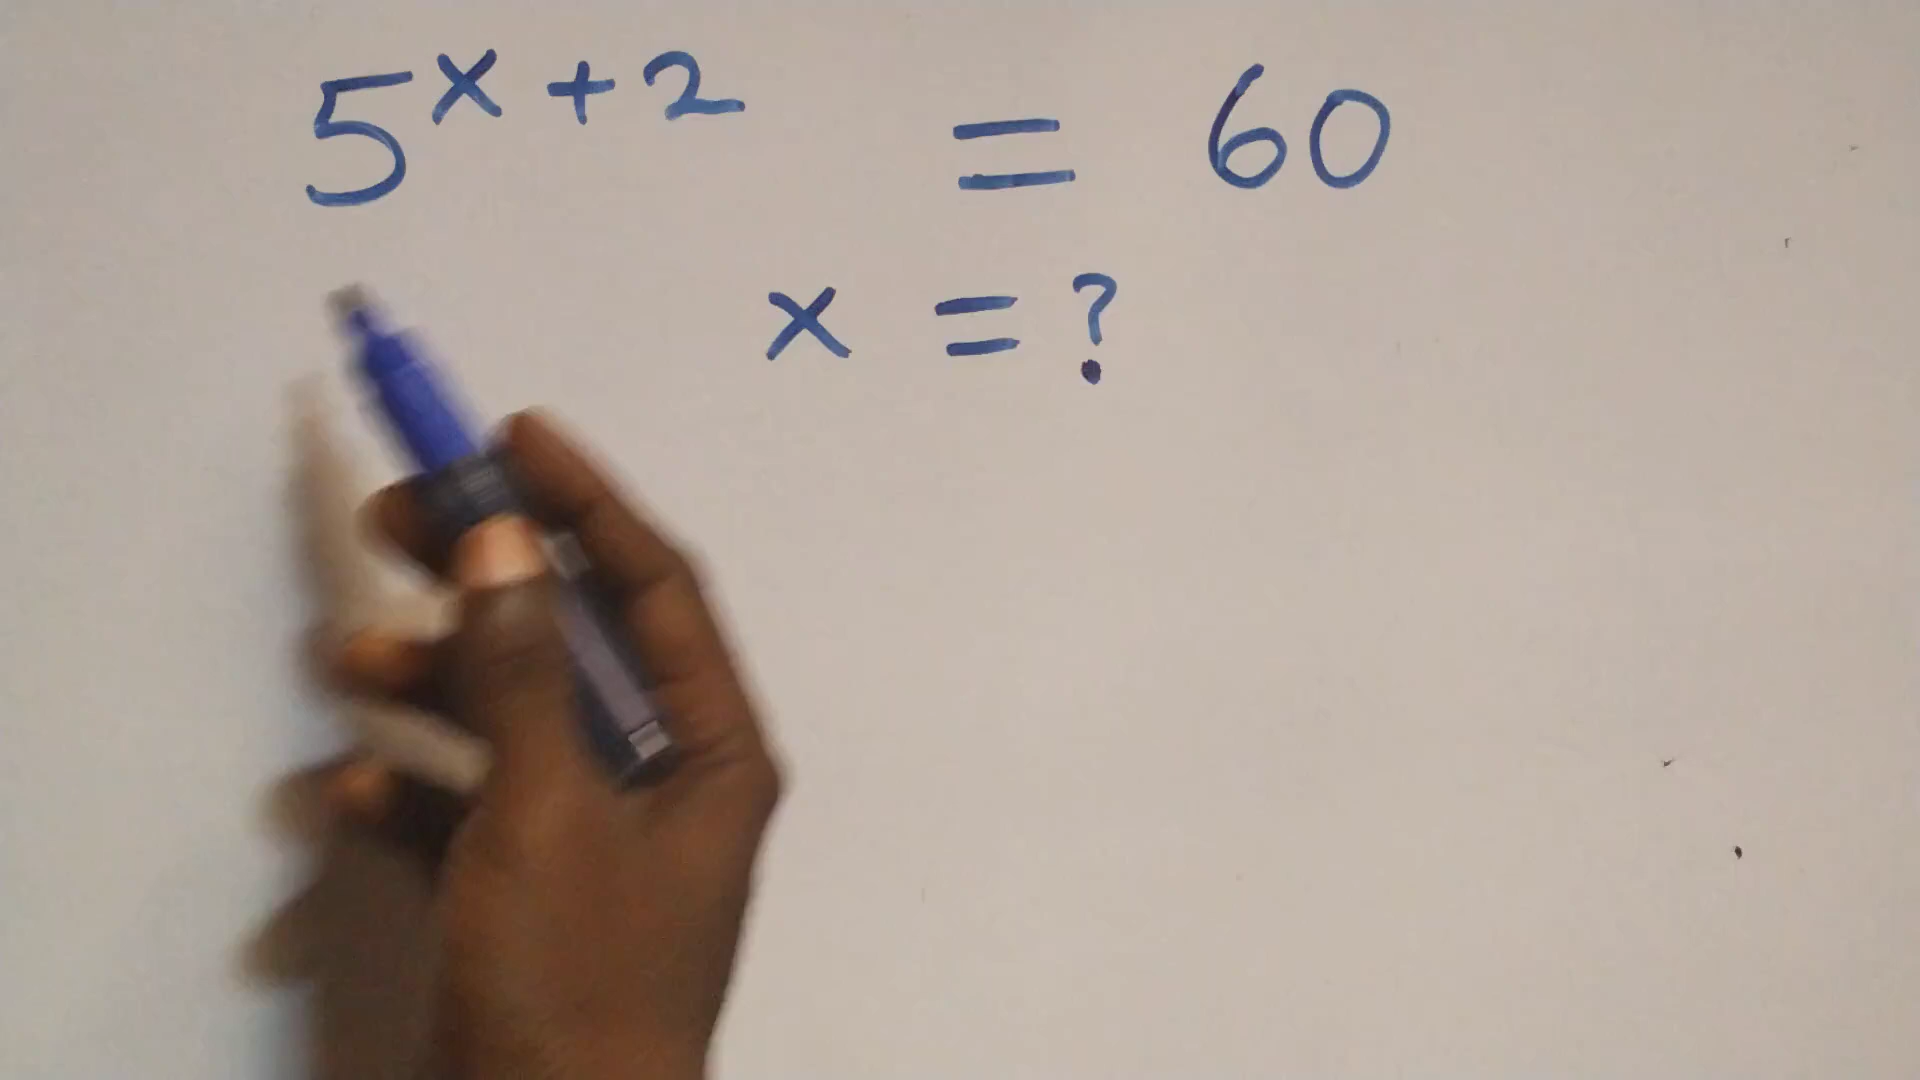 5^{x+2} = 60
x = ?